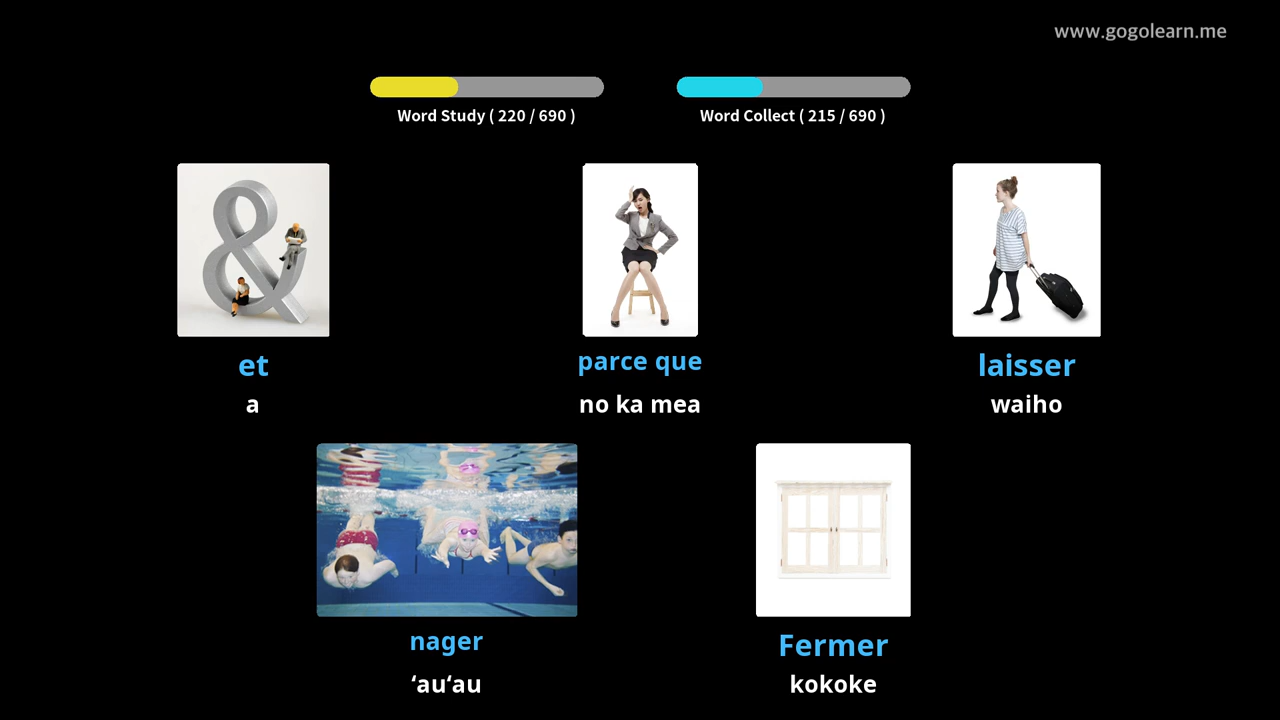 www.gogolearn.me
Word Study ( 220 / 690 )
Word Collect ( 215 / 690 )
&
et
parce que
laisser
a
no ka mea
waiho
nager
Fermer
ʻauʻau
kokoke